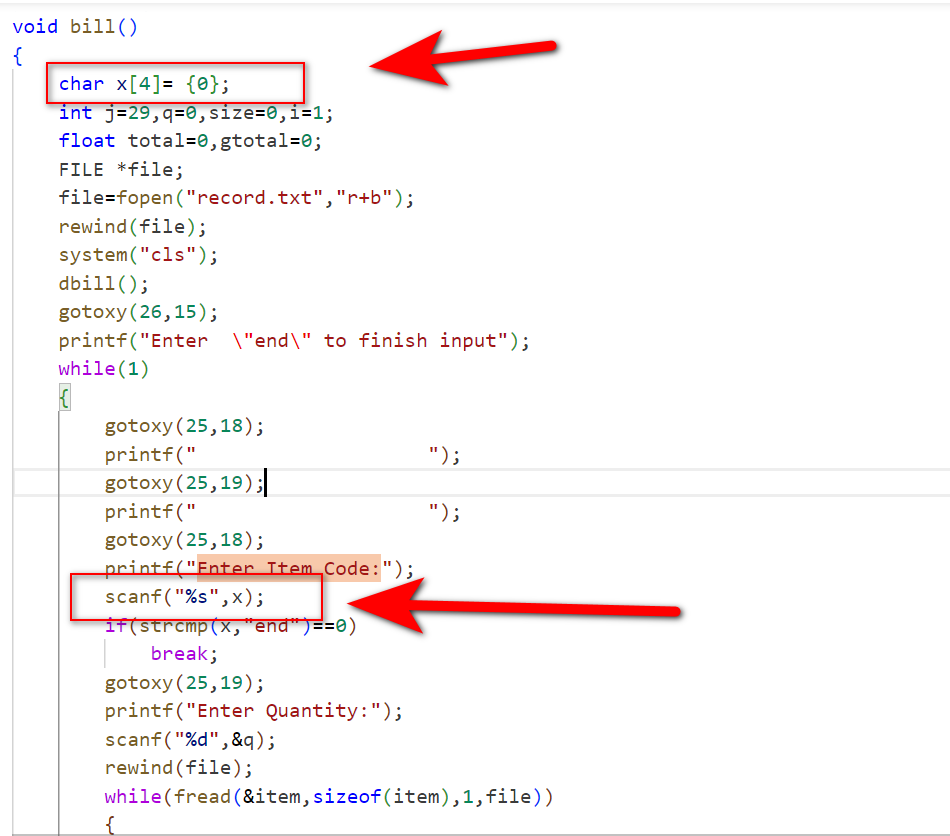 void bill()
{
    char x[4]= {0};
    int j=29,q=0,size=0,i=1;
    float total=0,gtotal=0;
    FILE *file;
    file=fopen("record.txt","r+b");
    rewind(file);
    system("cls");
    dbill();
    gotoxy(26,15);
    printf("Enter  \"end\" to finish input");
    while(1)
    {
        gotoxy(25,18);
        printf("                    ");
        gotoxy(25,19);
        printf("                    ");
        gotoxy(25,18);
        printf("Enter Item Code:");
        scanf("%s",x);
        if(strcmp(x,"end")==0)
            break;
        gotoxy(25,19);
        printf("Enter Quantity:");
        scanf("%d",&q);
        rewind(file);
        while(fread(&item,sizeof(item),1,file))
        {